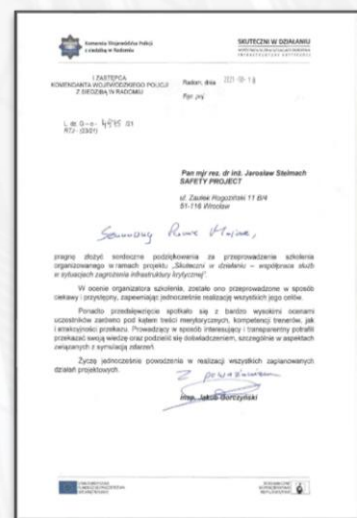 Komenda Wojewódzka Policji
z siedzibą w Radomiu
SKUTECZNI W DZIAŁANIU
I ZASTĘPCA
KOMENDANTA WOJEWÓDZKIEGO POLICJI
Z SIEDZIBĄ W RADOMIU
Radom, dnia
Pan mjr rez. dr inż. Jarosław Stelmach
SAFETY PROJECT
ul. Zaułek Rogoziński 11 B/4
51-116 Wrocław
Szanowny Panie Majorze,
pragnę złożyć serdeczne podziękowania za przeprowadzenie szkolenia
organizowanego w ramach projektu „Skuteczni w działaniu – współpraca służb
w sytuacjach zagrożenia infrastruktury krytycznej”.
W ocenie organizatora szkolenia, zostało ono przeprowadzone w sposób
ciekawy i przystępny, zapewniając jednocześnie realizację wszystkich jego celów.
Ponadto przedsięwzięcie spotkało się z bardzo wysokimi ocenami
uczestników zarówno pod kątem treści merytorycznych, kompetencji trenerów, jak
i atrakcyjności przekazu. Prowadzący w sposób interesujący i transparentny potrafili
przekazać swoją wiedzę oraz podzielić się doświadczeniem, szczególnie w aspektach
związanych z symulacją zdarzeń.
Życzę jednocześnie powodzenia w realizacji wszystkich zaplanowanych
działań projektowych.
Z poważaniem
insp. Jakub Gorczyński